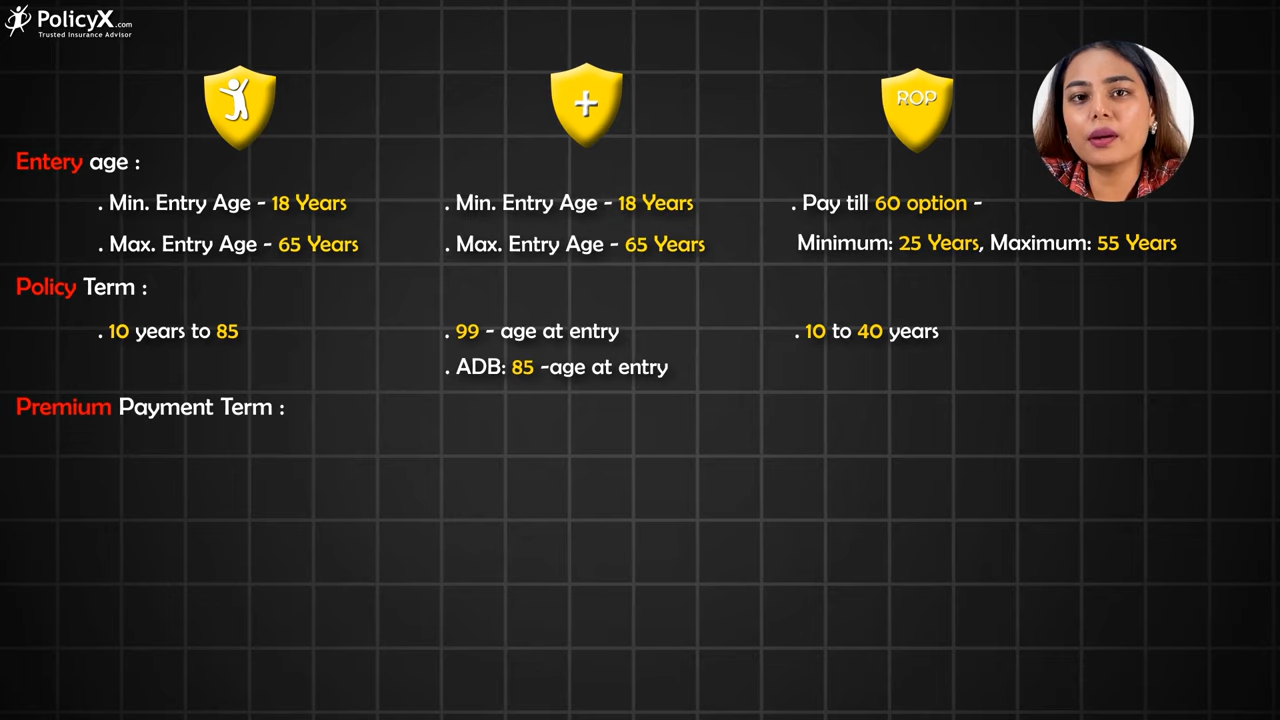 PolicyX.com
Trusted Insurance Advisor
+
ROP
Entery age :
. Min. Entry Age - 18 Years
. Max. Entry Age - 65 Years
. Min. Entry Age - 18 Years
. Max. Entry Age - 65 Years
. Pay till 60 option -
Minimum: 25 Years, Maximum: 55 Years
Policy Term :
. 10 years to 85
. 99 - age at entry
. ADB: 85 -age at entry
. 10 to 40 years
Premium Payment Term :